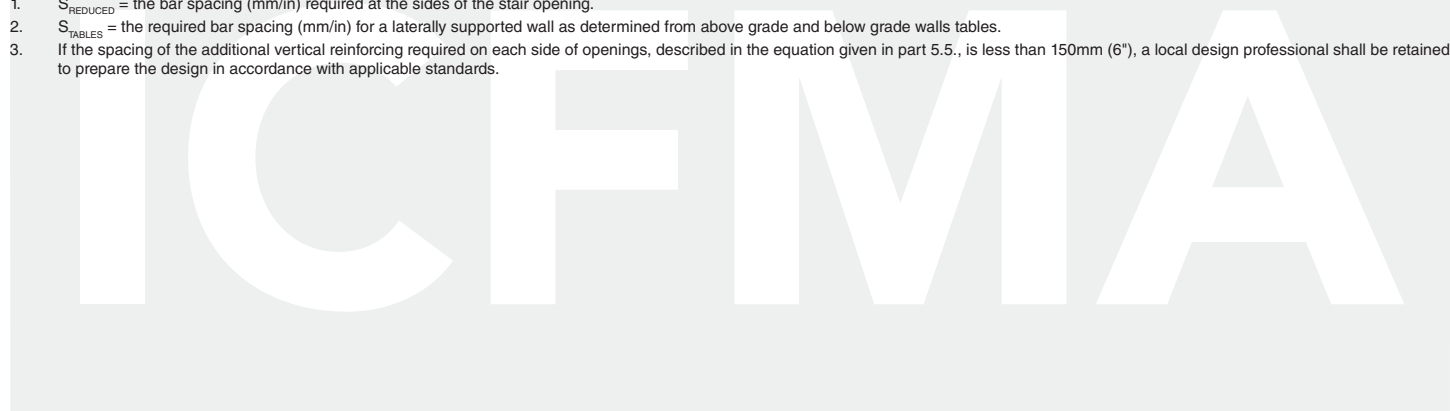 1. S_REDUCED = the bar spacing (mm/in) required at the sides of the stair opening.
2. S_TABLES = the required bar spacing (mm/in) for a laterally supported wall as determined from above grade and below grade walls tables.
3. If the spacing of the additional vertical reinforcing required on each side of openings, described in the equation given in part 5.5., is less than 150mm (6"), a local design professional shall be retained
to prepare the design in accordance with applicable standards.
ICFMA